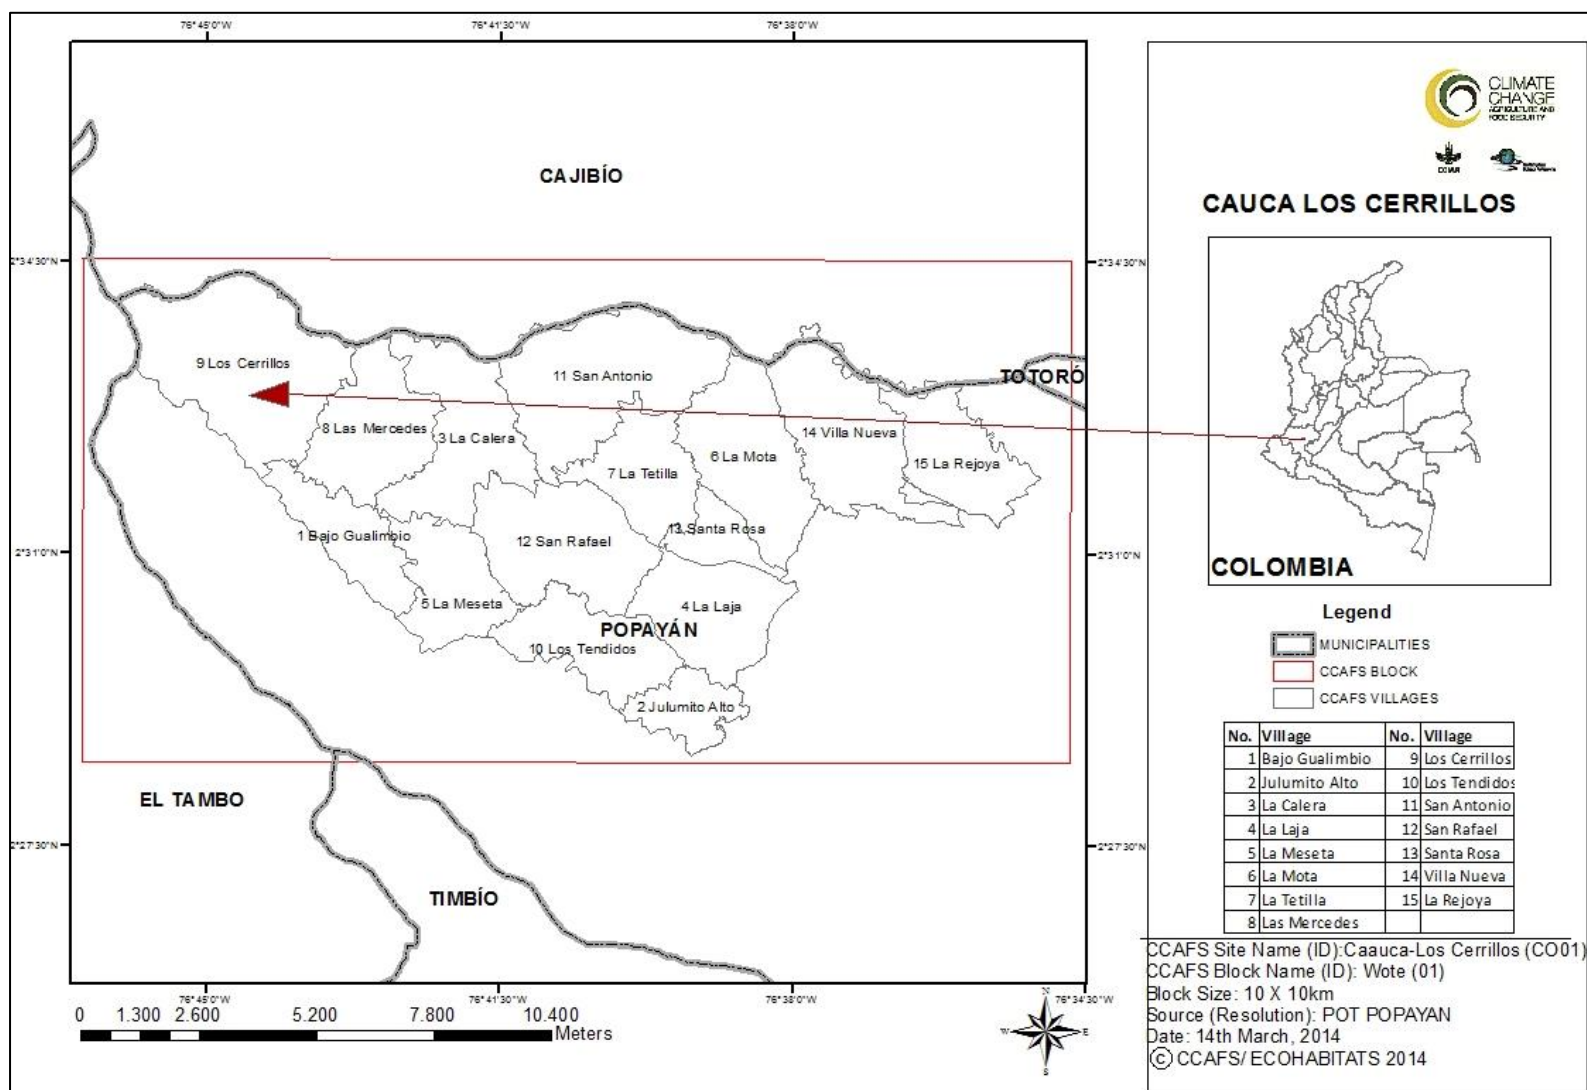 76°45'0"W 76°41'30"W 76°38'0"W
CLIMATE
CHANGE
AGRICULTURE AND
FOOD SECURITY
CGIAR
CAJIBÍO
CAUCA LOS CERRILLOS
2°34'30"N 2°34'30"N
9 Los Cerrillos
11 San Antonio
TOTORÓ
8 Las Mercedes
3 La Calera
14 Villa Nueva
6 La Mota
15 La Rejoya
7 La Tetilla
13 Santa Rosa
1 Bajo Gualimbio
12 San Rafael
2°31'0"N 2°31'0"N
COLOMBIA
5 La Meseta
4 La Laja
POPAYÁN
10 Los Tendidos
2 Julumito Alto
Legend
MUNICIPALITIES
CCAFS BLOCK
CCAFS VILLAGES
No. Village No. Village
1 Bajo Gualimbio 9 Los Cerrillos
2 Julumito Alto 10 Los Tendidos
3 La Calera 11 San Antonio
4 La Laja 12 San Rafael
5 La Meseta 13 Santa Rosa
6 La Mota 14 Villa Nueva
7 La Tetilla 15 La Rejoya
8 Las Mercedes
EL TAMBO
2°27'30"N 2°27'30"N
TIMBÍO
CCAFS Site Name (ID):Caauca-Los Cerrillos (CO01)
CCAFS Block Name (ID): Wote (01)
Block Size: 10 X 10km
Source (Resolution): POT POPAYAN
Date: 14th March, 2014
© CCAFS/ ECOHABITATS 2014
76°45'0"W 76°41'30"W 76°38'0"W 76°34'30"W
0 1.300 2.600 5.200 7.800 10.400
Meters
N
W E
S